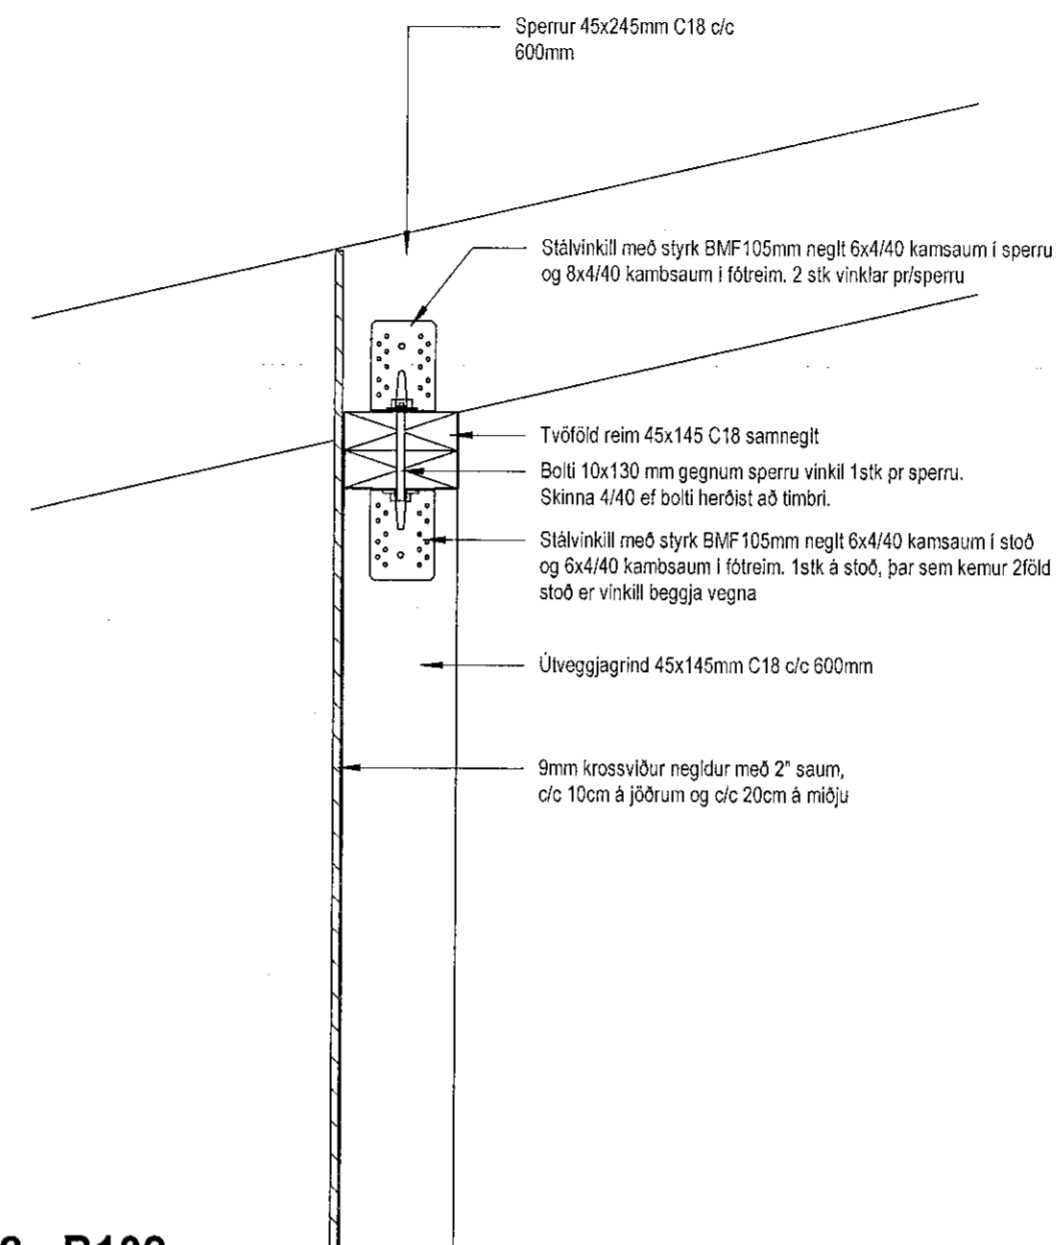 Sperrur 45x245mm C18 c/c
600mm
Stálvinkill með styrk BMF105mm neglt 6x4/40 kamsaum í sperru
og 8x4/40 kambsaum í fótreim. 2 stk vinklar pr/sperru
Tvöföld reim 45x145 C18 samneglt
Bolti 10x130 mm gegnum sperru vinkil 1stk pr sperru.
Skinna 4/40 ef bolti herðist að timbri.
Stálvinkill með styrk BMF105mm neglt 6x4/40 kamsaum í stoð
og 6x4/40 kambsaum í fótreim. 1stk á stoð, þar sem kemur 2föld
stoð er vinkill beggja vegna
Útveggjagrind 45x145mm C18 c/c 600mm
9mm krossviður negldur með 2" saum,
c/c 10cm á jöðrum og c/c 20cm á miðju